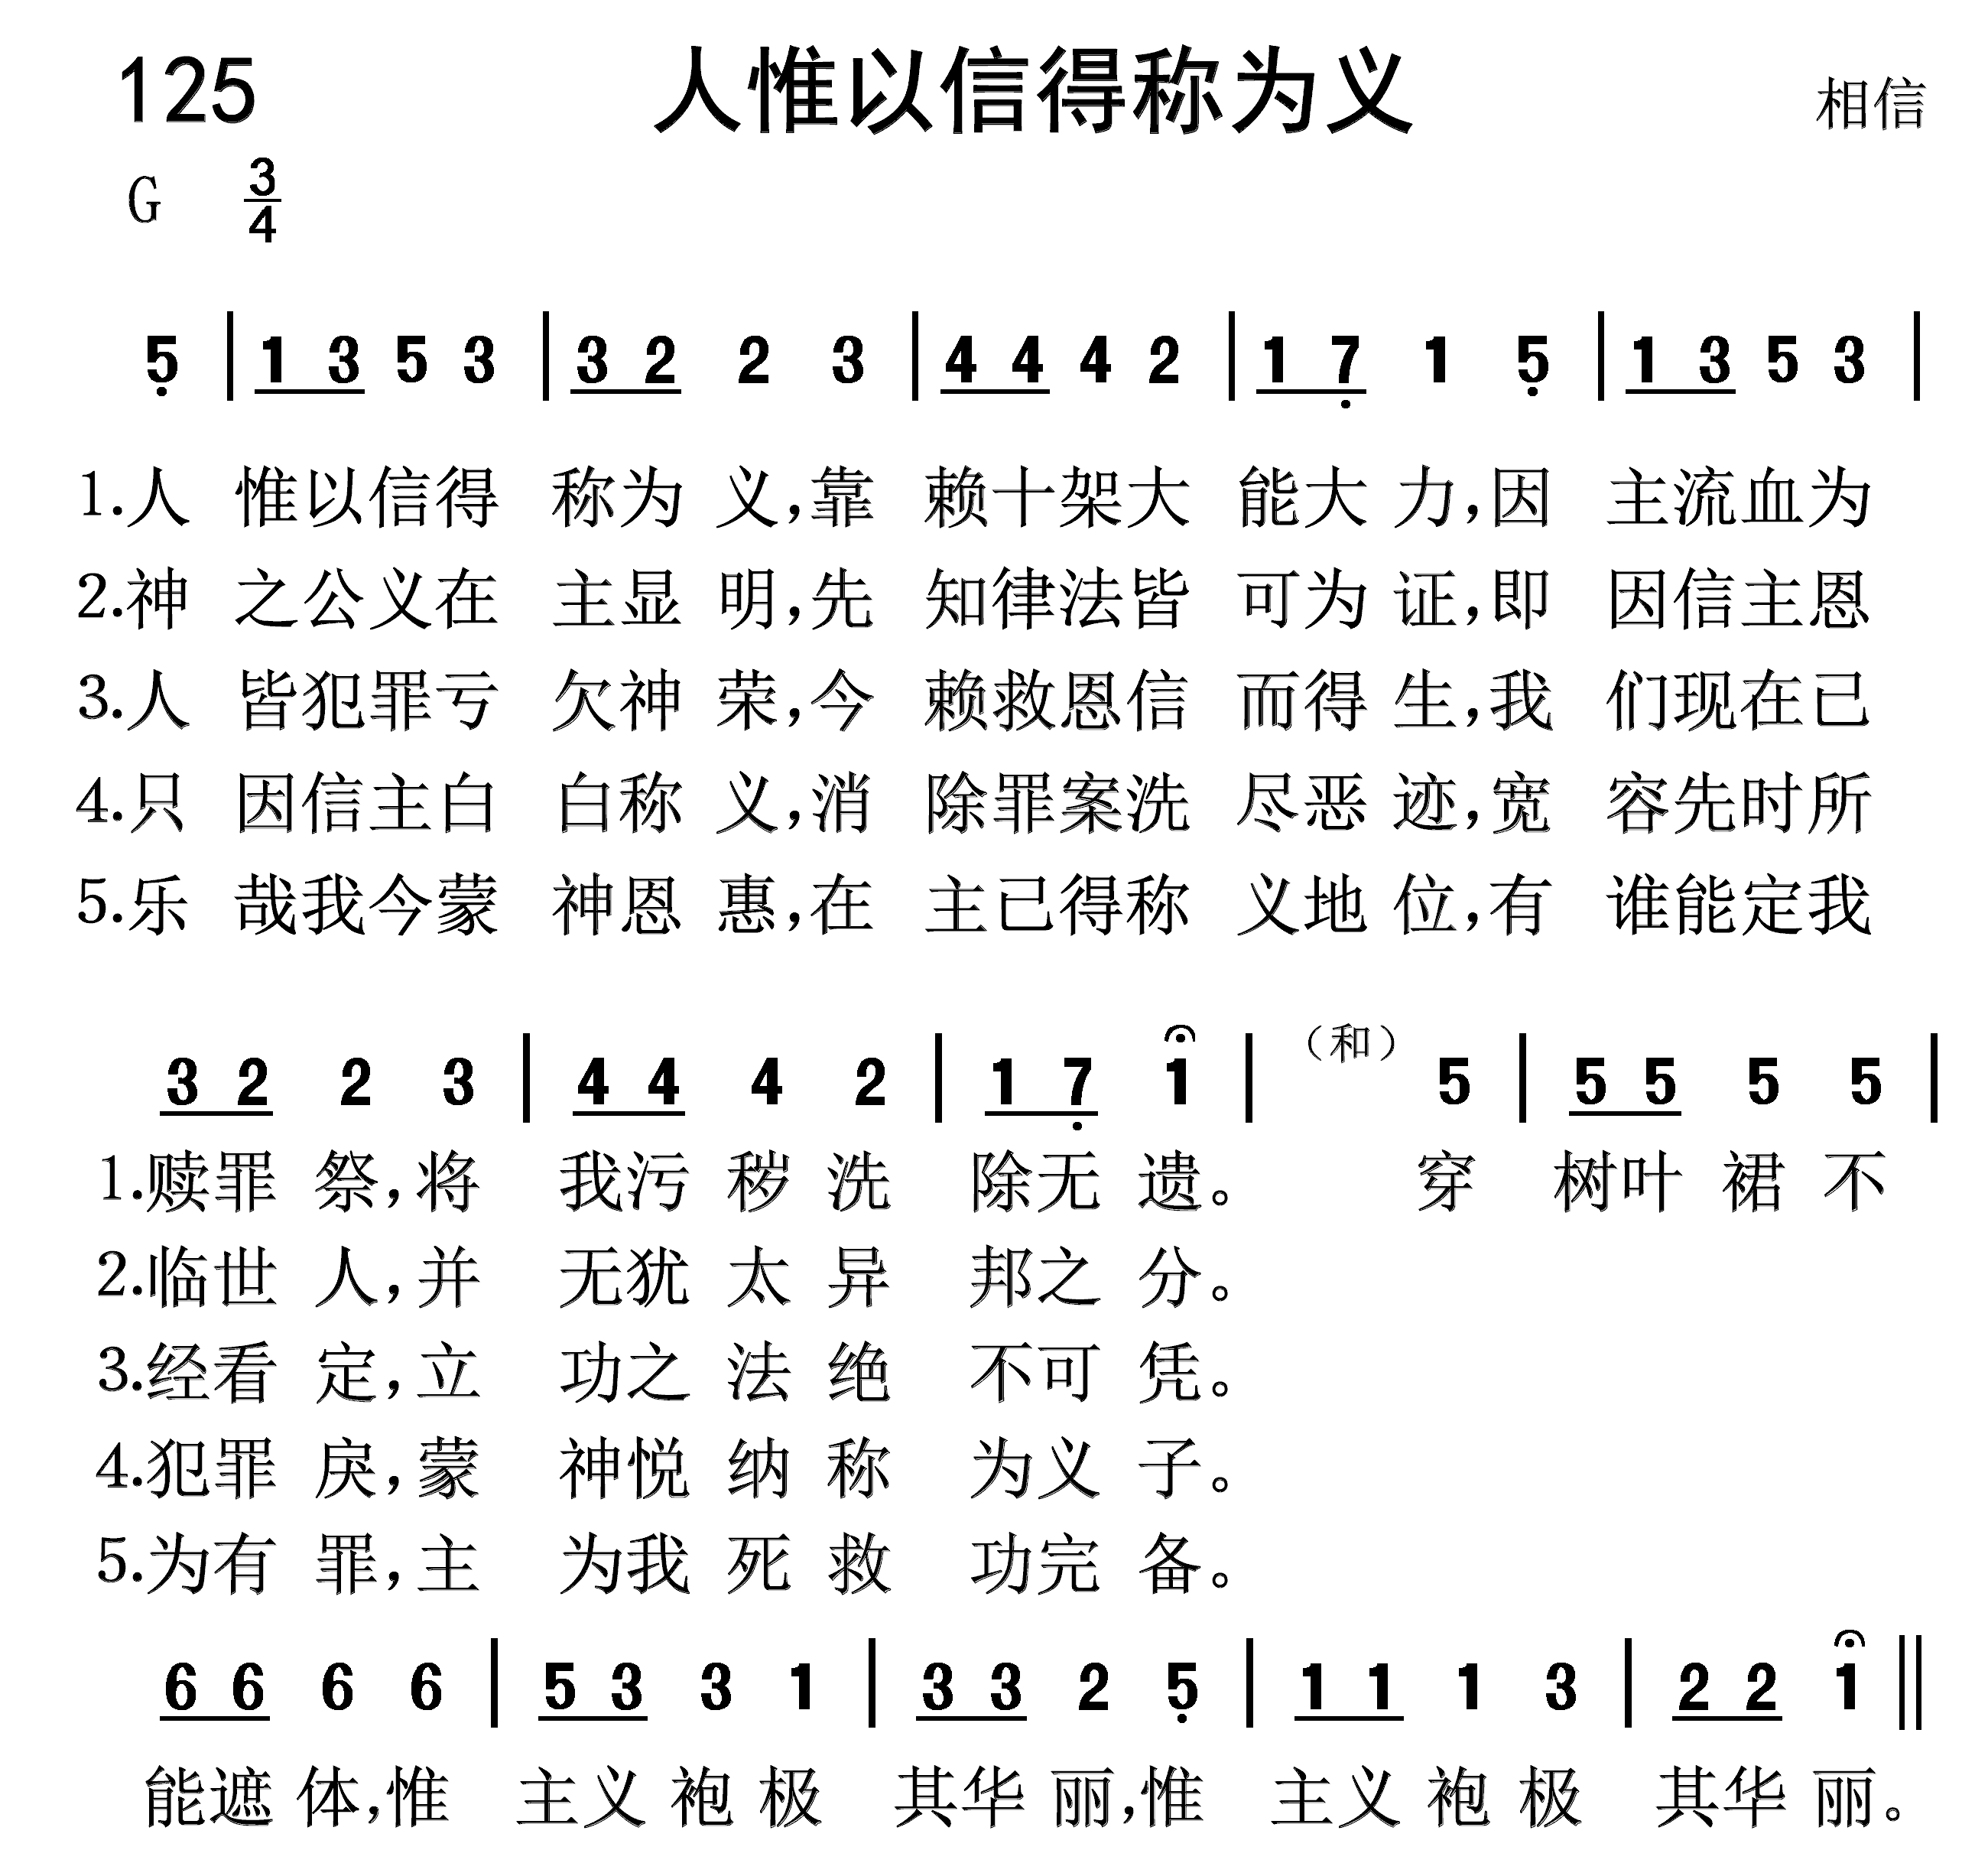 125 人惟以信得称为义 相信
G 3/4
5 | 1 3 5 3 | 3 2 2 3 | 4 4 4 2 | 1 7 1 5 | 1 3 5 3 |
1.人 惟以信得 称为 义,靠 赖十架大 能大 力,因 主流血为
2.神 之公义在 主显 明,先 知律法皆 可为 证,即 因信主恩
3.人 皆犯罪亏 欠神 荣,今 赖救恩信 而得 生,我 们现在已
4.只 因信主白 白称 义,消 除罪案洗 尽恶 迹,宽 容先时所
5.乐 哉我今蒙 神恩 惠,在 主已得称 义地 位,有 谁能定我
3 2 2 3 | 4 4 4 2 | 1 7 1 | （和） 5 | 5 5 5 5 |
1.赎罪 祭,将 我污 秽 洗 除无 遗。 穿 树叶 裙 不
2.临世 人,并 无犹 太 异 邦之 分。
3.经看 定,立 功之 法 绝 不可 凭。
4.犯罪 戾,蒙 神悦 纳 称 为义 子。
5.为有 罪,主 为我 死 救 功完 备。
6 6 6 6 | 5 3 3 1 | 3 3 2 5 | 1 1 1 3 | 2 2 1 ||
能遮 体,惟 主义 袍 极 其华 丽,惟 主义 袍 极 其华 丽。